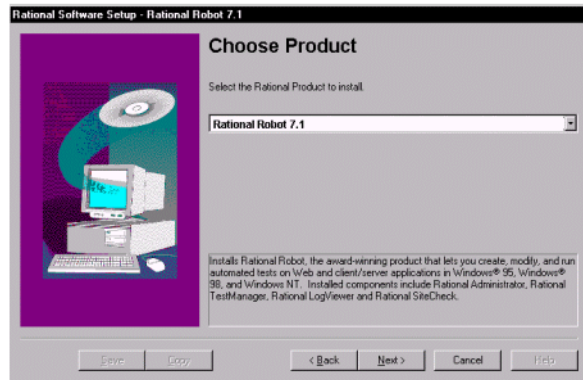 Rational Software Setup - Rational Robot 7.1
Choose Product
Select the Rational Product to install.
Rational Robot 7.1
Installs Rational Robot, the award-winning product that lets you create, modify, and run
automated tests on Web and client/server applications in Windows® 95, Windows®
98, and Windows NT.  Installed components include Rational Administrator, Rational
TestManager, Rational LogViewer and Rational SiteCheck.
Save Copy < Back Next > Cancel Help